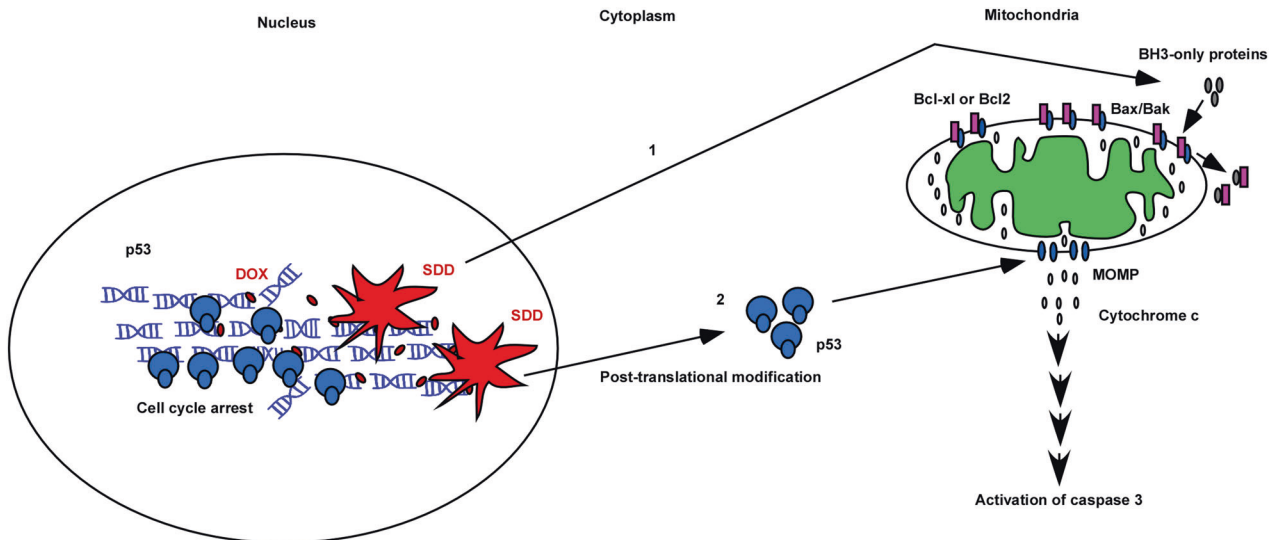 Nucleus
Cytoplasm
Mitochondria
BH3-only proteins
Bcl-xl or Bcl2
Bax/Bak
1
p53
DOX
SDD
SDD
MOMP
2
Cytochrome c
p53
Post-translational modification
Cell cycle arrest
Activation of caspase 3